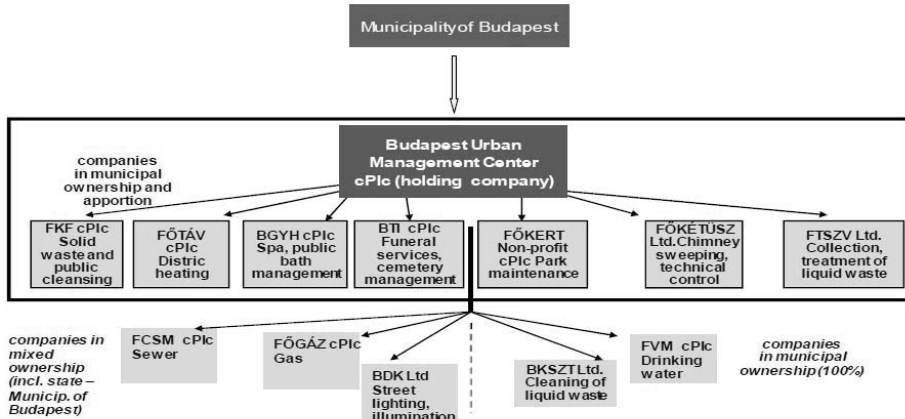 Municipality of Budapest
Budapest Urban
Management Center
cPlc (holding company)
companies
in municipal
ownership and
apportion
FKF cPlc
Solid
waste and
public
cleansing
FŐTÁV
cPlc
Distric
heating
BGYH cPlc
Spa, public
bath
management
BTI cPlc
Funeral
services,
cemetery
management
FŐKERT
Non-profit
cPlc Park
maintenance
FŐKÉTÜSZ
Ltd.Chimney
sweeping,
technical
control
FTSZV Ltd.
Collection,
treatment of
liquid waste
companies in
mixed
ownership
(incl. state –
Municip. of
Budapest)
FCSM cPlc
Sewer
FŐGÁZ cPlc
Gas
BDK Ltd
Street
lighting,
illumination
BKSZT Ltd.
Cleaning of
liquid waste
FVM cPlc
Drinking
water
companies
in municipal
ownership (100%)